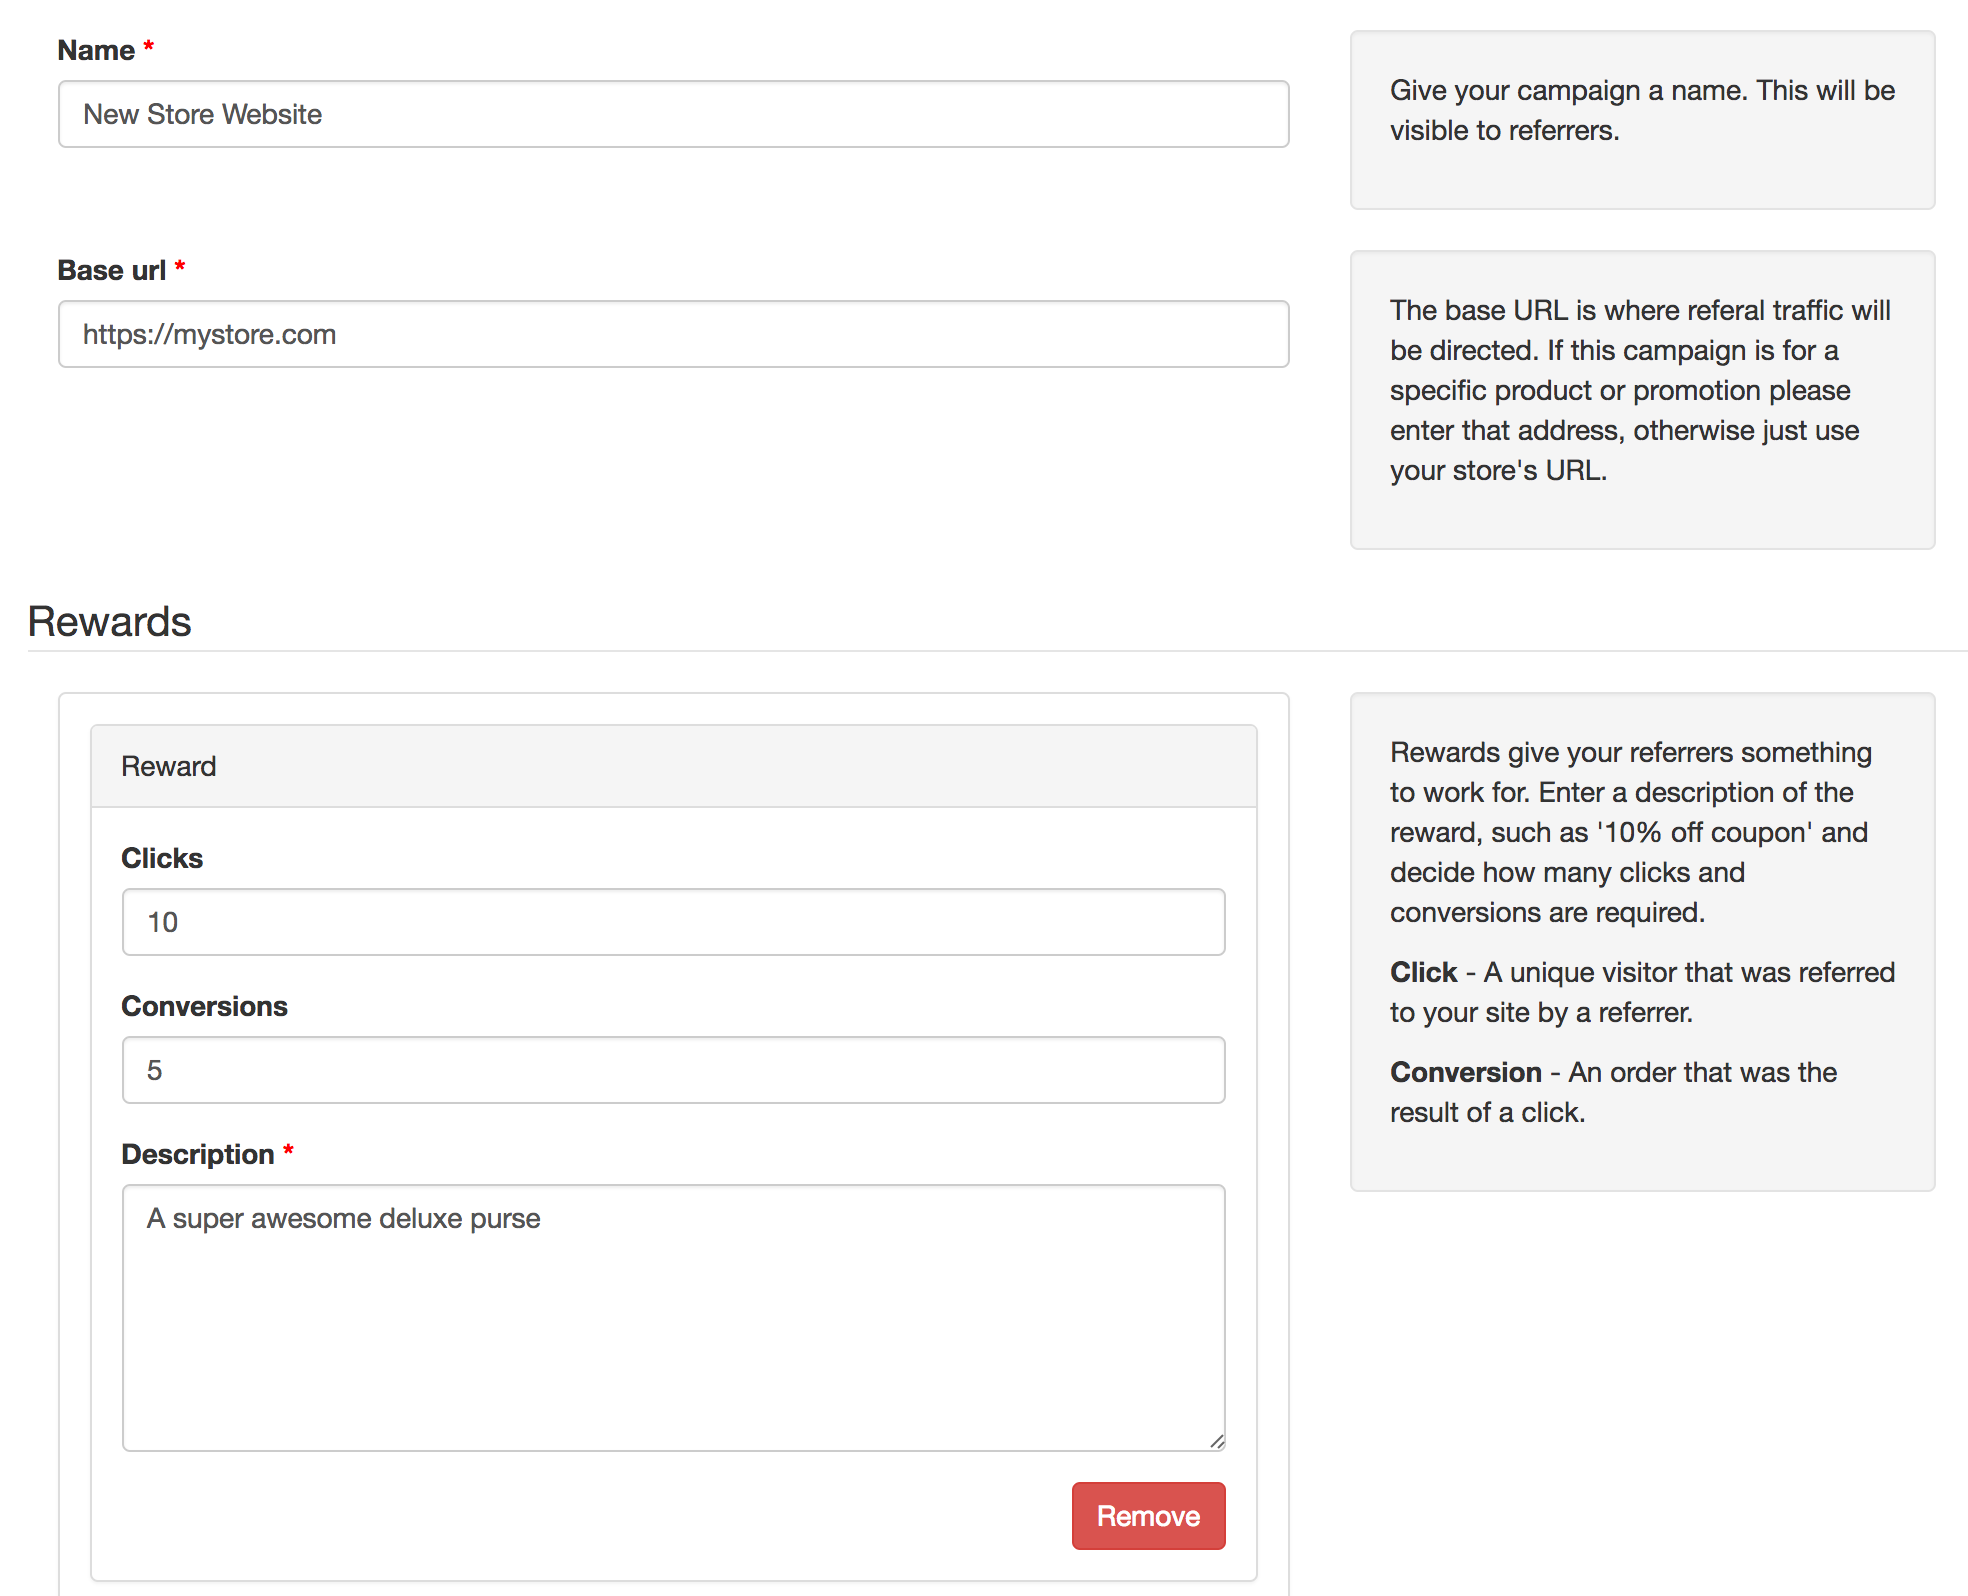 Name *
New Store Website
Give your campaign a name. This will be
visible to referrers.
Base url *
https://mystore.com
The base URL is where referal traffic will
be directed. If this campaign is for a
specific product or promotion please
enter that address, otherwise just use
your store's URL.
Rewards
Reward
Clicks
10
Conversions
5
Description *
A super awesome deluxe purse
Remove
Rewards give your referrers something
to work for. Enter a description of the
reward, such as '10% off coupon' and
decide how many clicks and
conversions are required.
Click - A unique visitor that was referred
to your site by a referrer.
Conversion - An order that was the
result of a click.